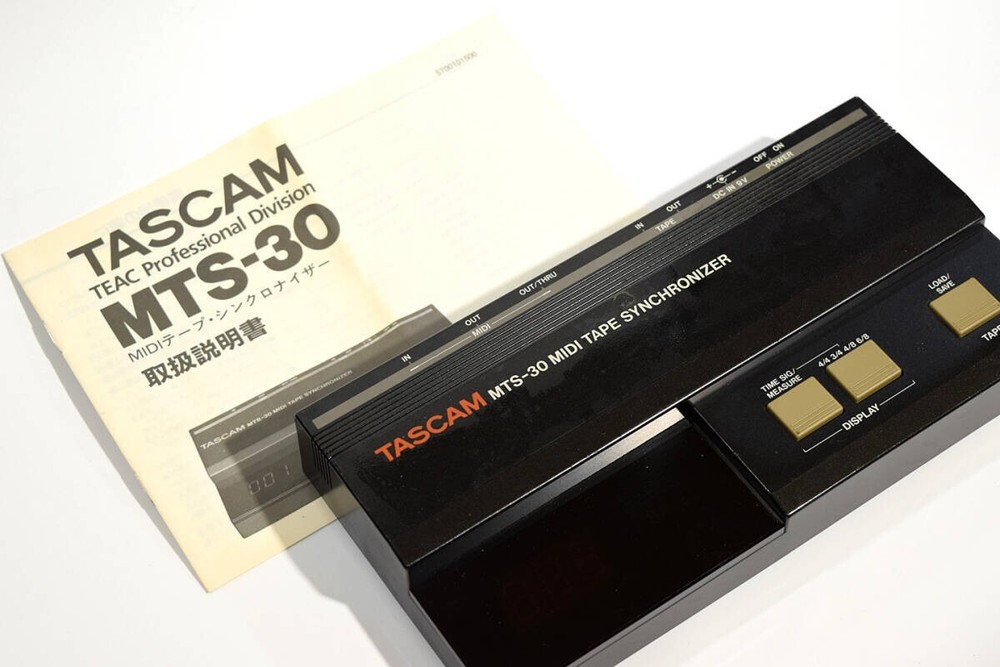 5700101500
TASCAM
TEAC Professional Division
MTS-30
MIDIテープ・シンクロナイザー
取扱説明書
TASCAM MTS-30 MIDI TAPE SYNCHRONIZER
001
IN
OUT
OUT/THRU
MIDI
IN
OUT
TAPE
DC IN 9V
OFF ON
POWER
TASCAM MTS-30 MIDI TAPE SYNCHRONIZER
LOAD/
SAVE
TAPE
TIME SIG/
MEASURE
4/4 3/4 4/8 6/8
DISPLAY